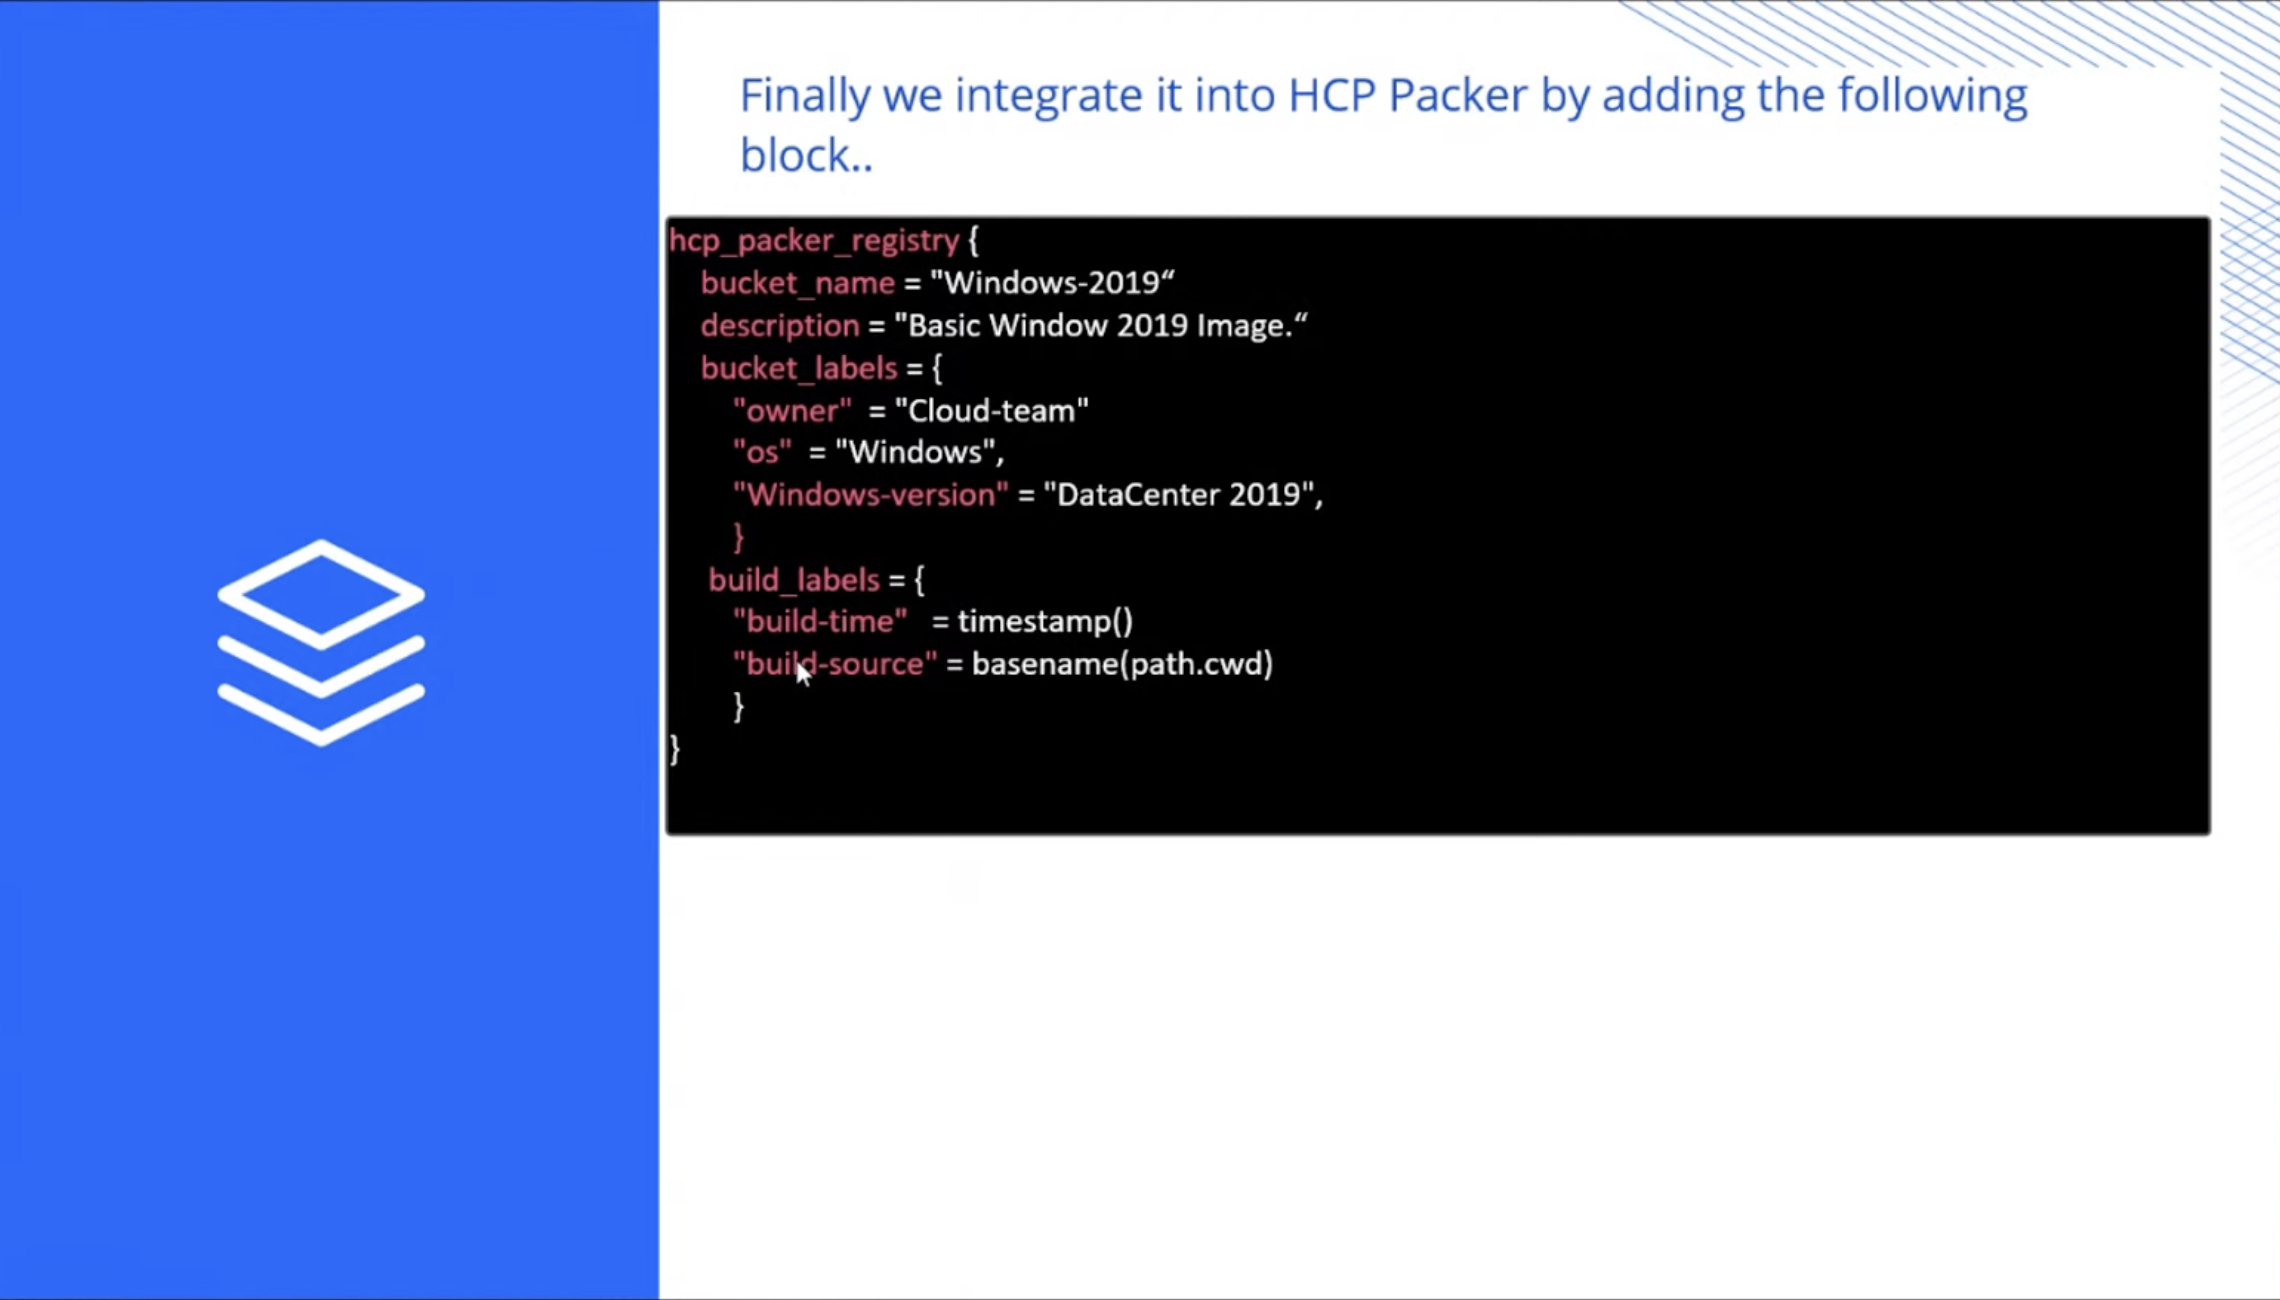 Finally we integrate it into HCP Packer by adding the following
block..
hcp_packer_registry {
bucket_name = "Windows-2019“
description = "Basic Window 2019 Image.“
bucket_labels = {
"owner" = "Cloud-team"
"os" = "Windows",
"Windows-version" = "DataCenter 2019",
}
build_labels = {
"build-time" = timestamp()
"build-source" = basename(path.cwd)
}
}